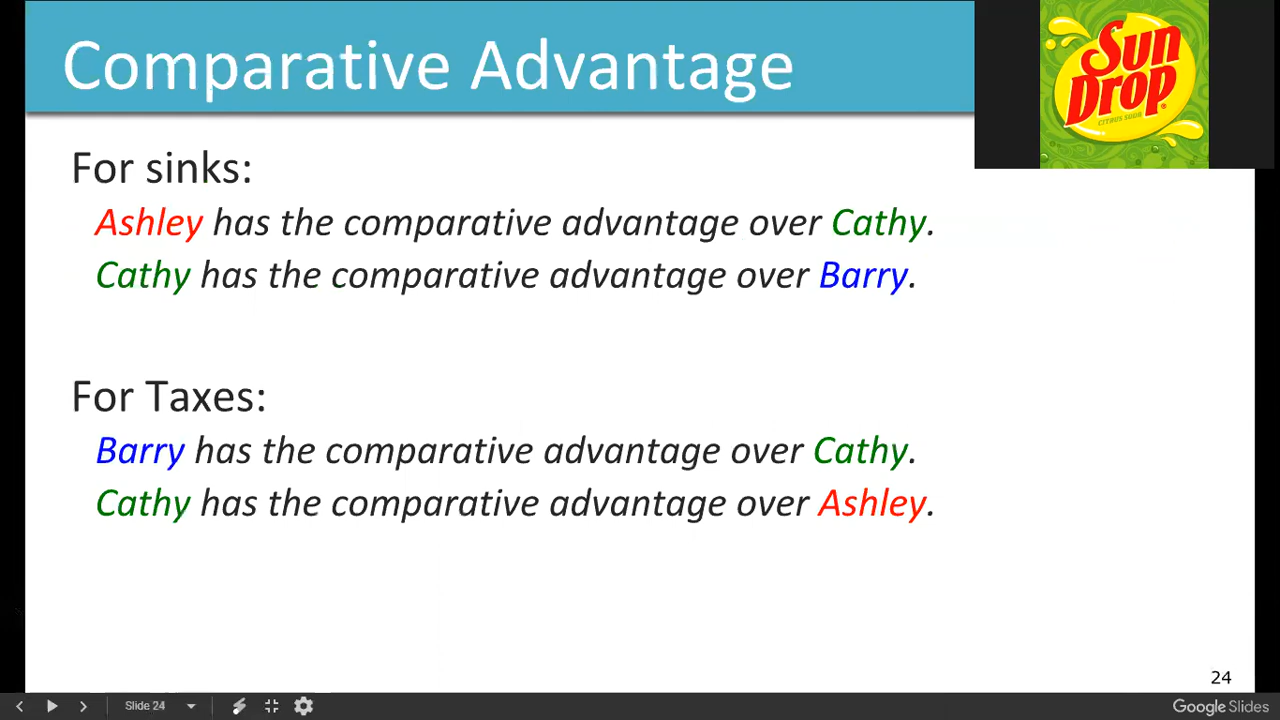 Comparative Advantage
Sun
Drop
CITRUS SODA
For sinks:
Ashley has the comparative advantage over Cathy.
Cathy has the comparative advantage over Barry.
For Taxes:
Barry has the comparative advantage over Cathy.
Cathy has the comparative advantage over Ashley.
24
Slide 24
Google Slides